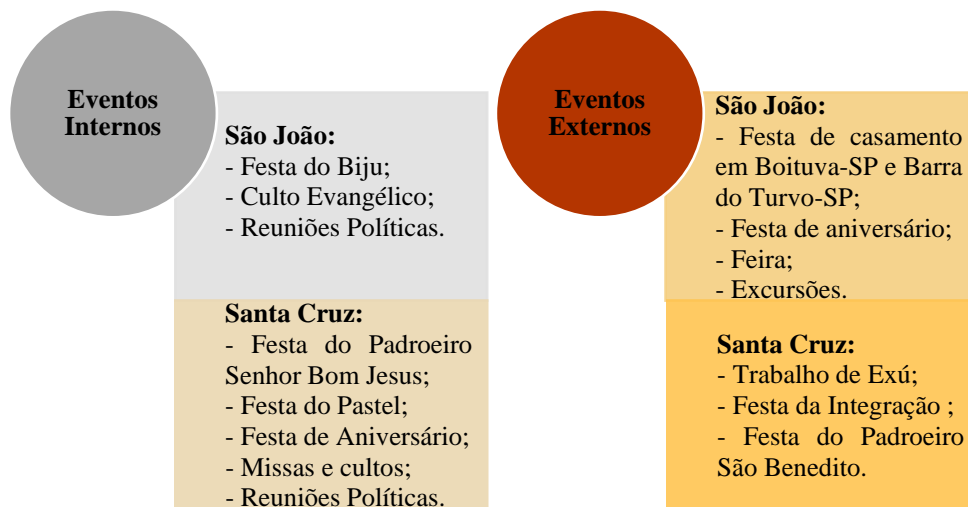 Eventos
Internos
São João:
- Festa do Biju;
- Culto Evangélico;
- Reuniões Políticas.
Santa Cruz:
- Festa do Padroeiro
Senhor Bom Jesus;
- Festa do Pastel;
- Festa de Aniversário;
- Missas e cultos;
- Reuniões Políticas.
Eventos
Externos
São João:
- Festa de casamento
em Boituva-SP e Barra
do Turvo-SP;
- Festa de aniversário;
- Feira;
- Excursões.
Santa Cruz:
- Trabalho de Exú;
- Festa da Integração ;
- Festa do Padroeiro
São Benedito.